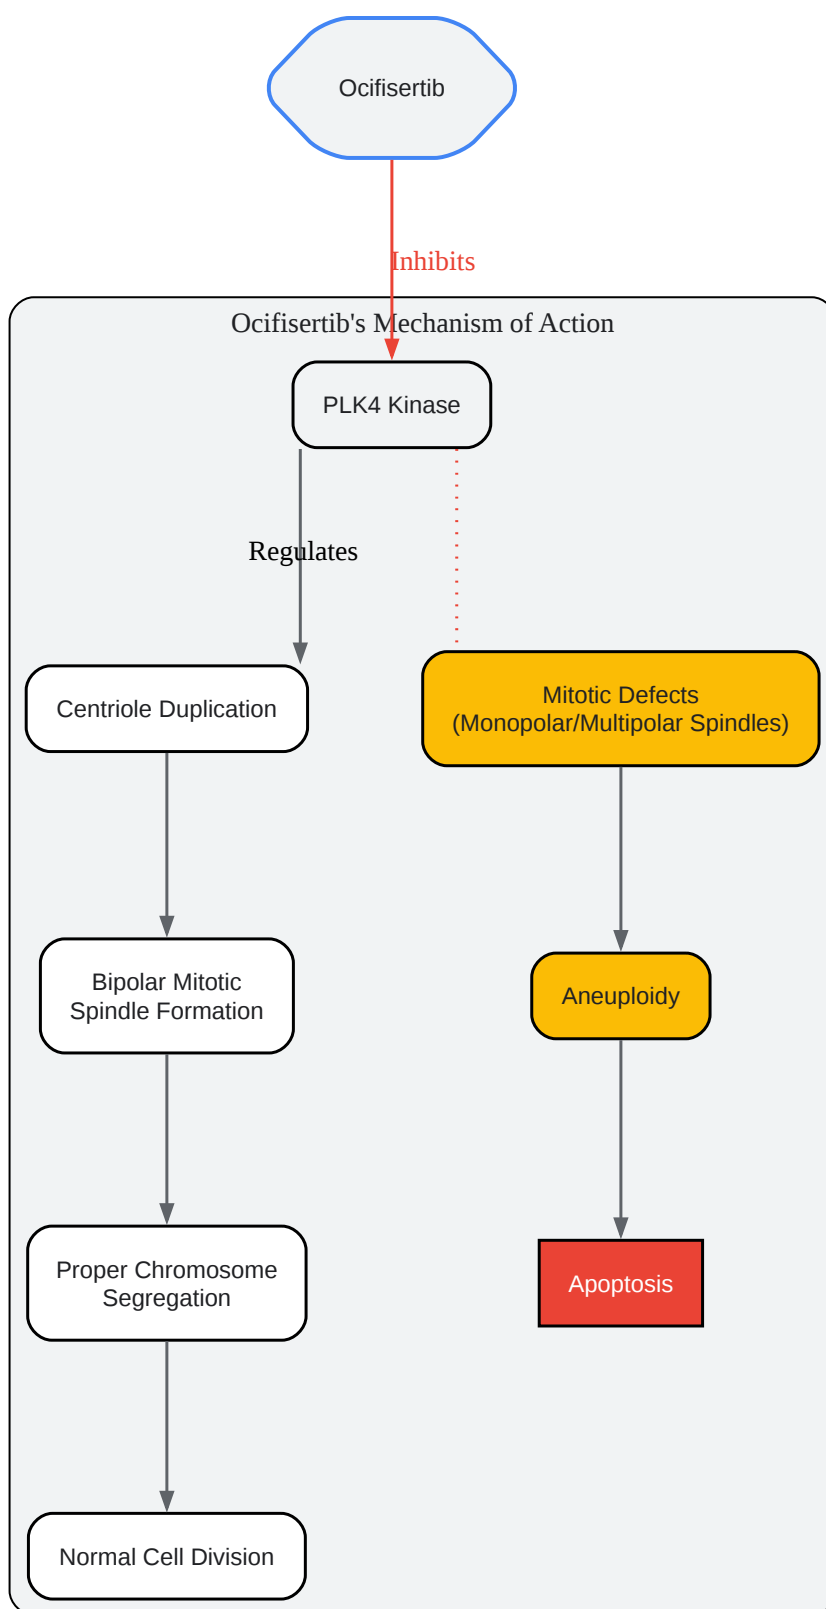 Ocifisertib
Inhibits
Ocifisertib's Mechanism of Action
PLK4 Kinase
Regulates
Centriole Duplication
Mitotic Defects
(Monopolar/Multipolar Spindles)
Bipolar Mitotic
Spindle Formation
Aneuploidy
Proper Chromosome
Segregation
Apoptosis
Normal Cell Division